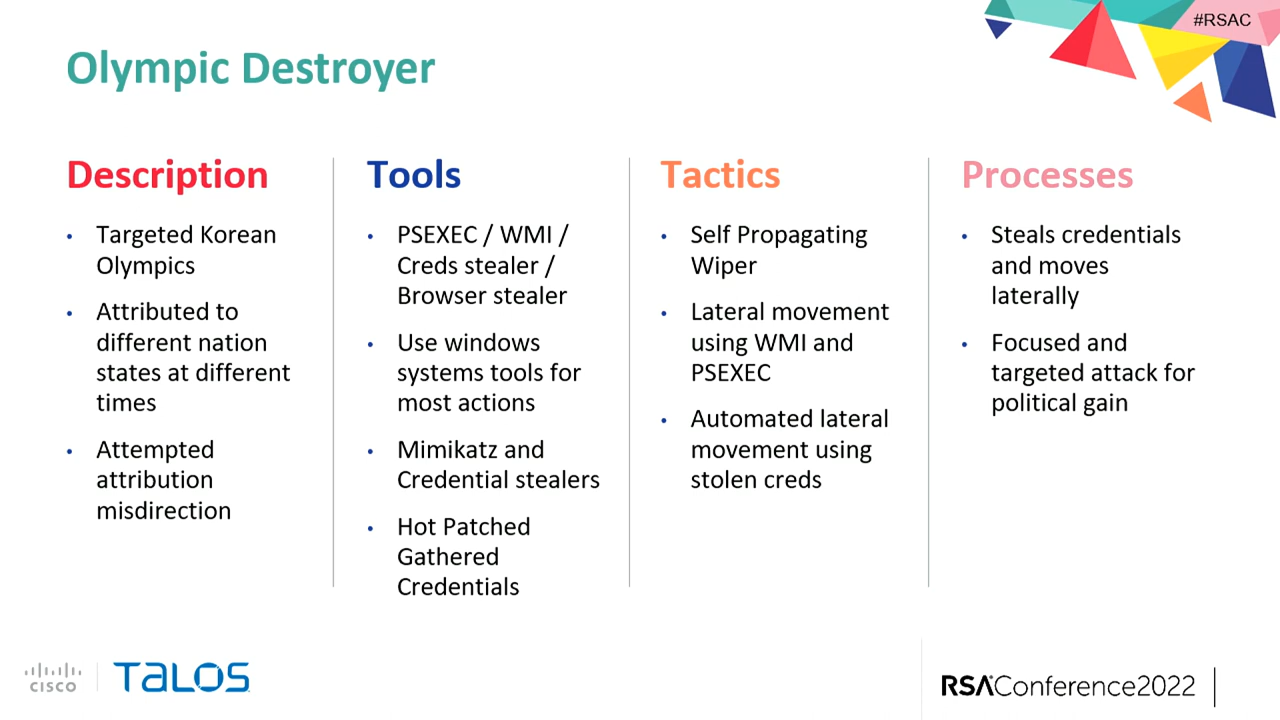 #RSAC
Olympic Destroyer
Description
• Targeted Korean
Olympics
• Attributed to
different nation
states at different
times
• Attempted
attribution
misdirection
Tools
• PSEXEC / WMI /
Creds stealer /
Browser stealer
• Use windows
systems tools for
most actions
• Mimikatz and
Credential stealers
• Hot Patched
Gathered
Credentials
Tactics
• Self Propagating
Wiper
• Lateral movement
using WMI and
PSEXEC
• Automated lateral
movement using
stolen creds
Processes
• Steals credentials
and moves
laterally
• Focused and
targeted attack for
political gain
CISCO
TALOS
RSAConference2022